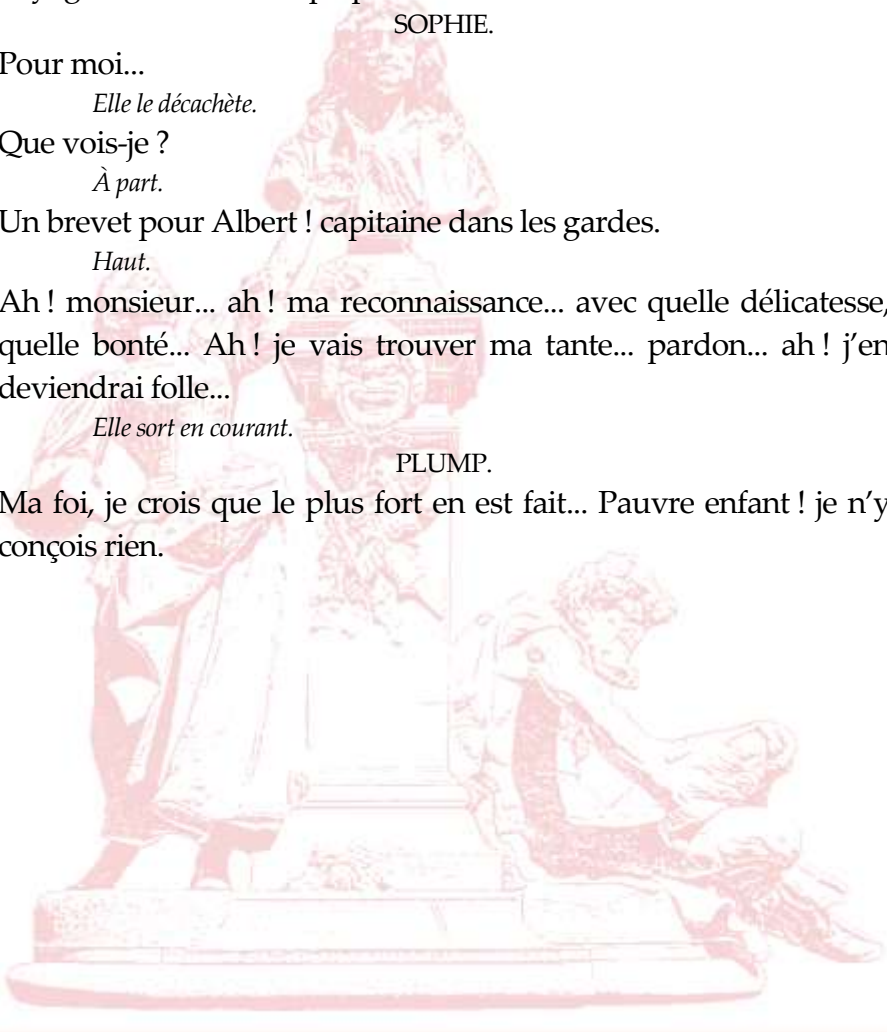 SOPHIE.
Pour moi...
Elle le décachète.
Que vois-je ?
À part.
Un brevet pour Albert ! capitaine dans les gardes.
Haut.
Ah ! monsieur... ah ! ma reconnaissance... avec quelle délicatesse,
quelle bonté... Ah ! je vais trouver ma tante... pardon... ah ! j’en
deviendrai folle...
Elle sort en courant.
PLUMP.
Ma foi, je crois que le plus fort en est fait... Pauvre enfant ! je n’y
conçois rien.